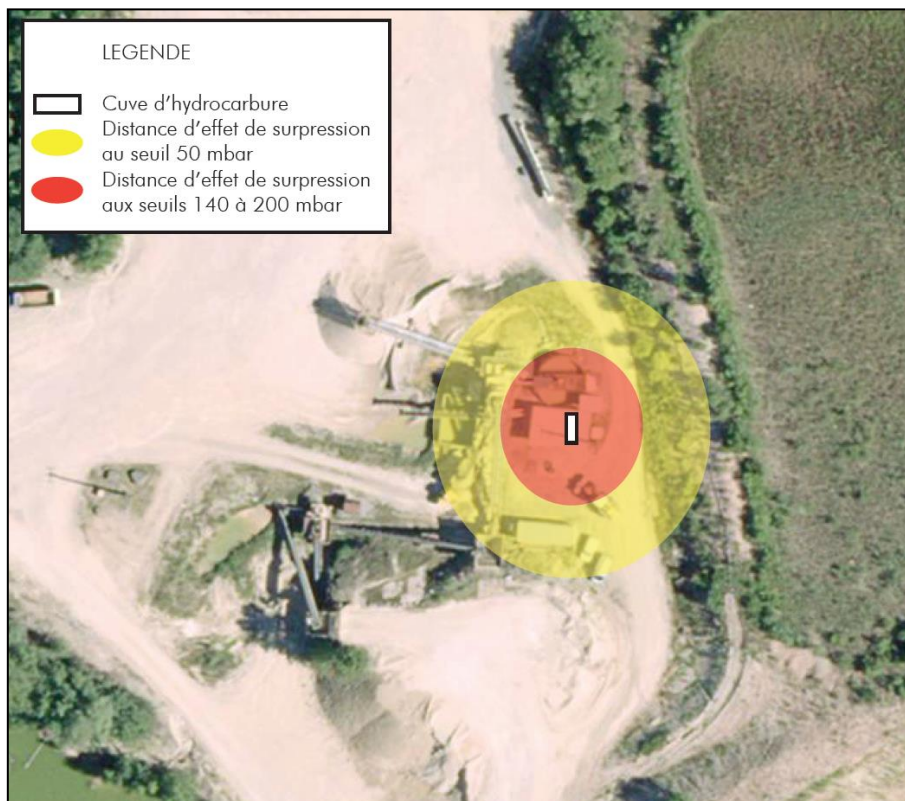 LEGENDE
Cuve d'hydrocarbure
Distance d'effet de surpression
au seuil 50 mbar
Distance d'effet de surpression
aux seuils 140 à 200 mbar